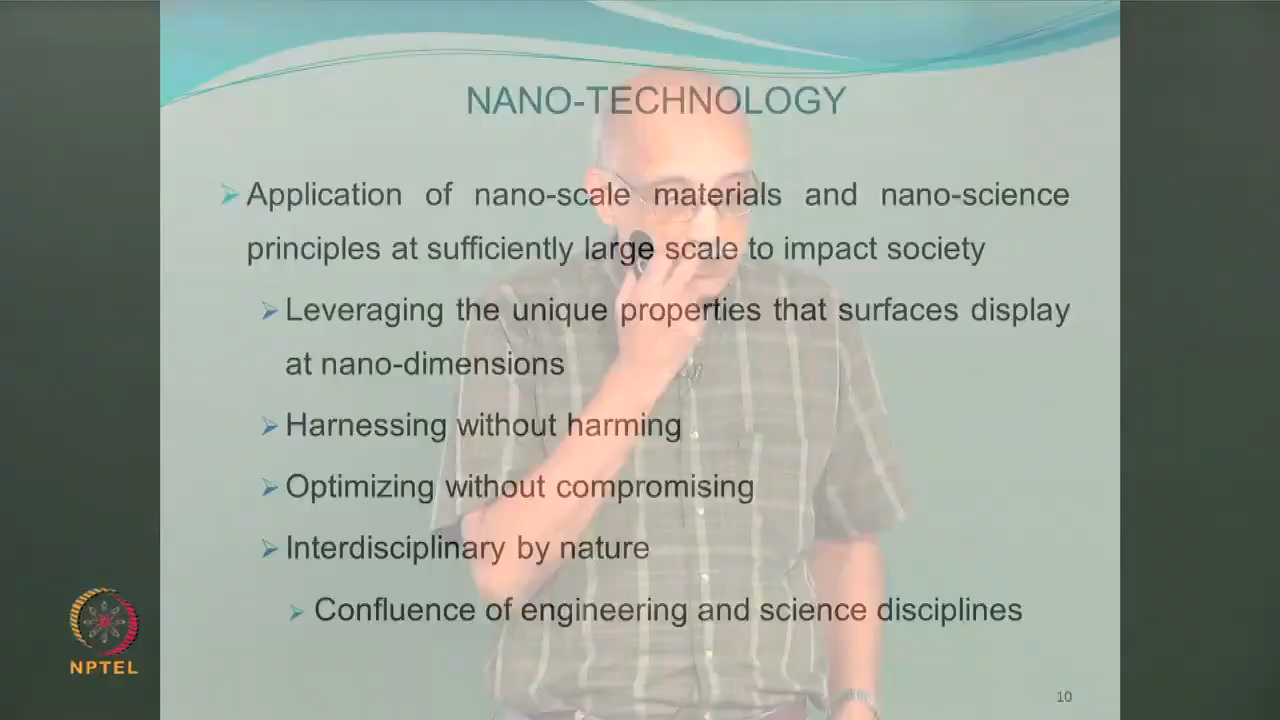 NANO-TECHNOLOGY
Application of nano-scale materials and nano-science
principles at sufficiently large scale to impact society
Leveraging the unique properties that surfaces display
at nano-dimensions
Harnessing without harming
Optimizing without compromising
Interdisciplinary by nature
Confluence of engineering and science disciplines
NPTEL
10